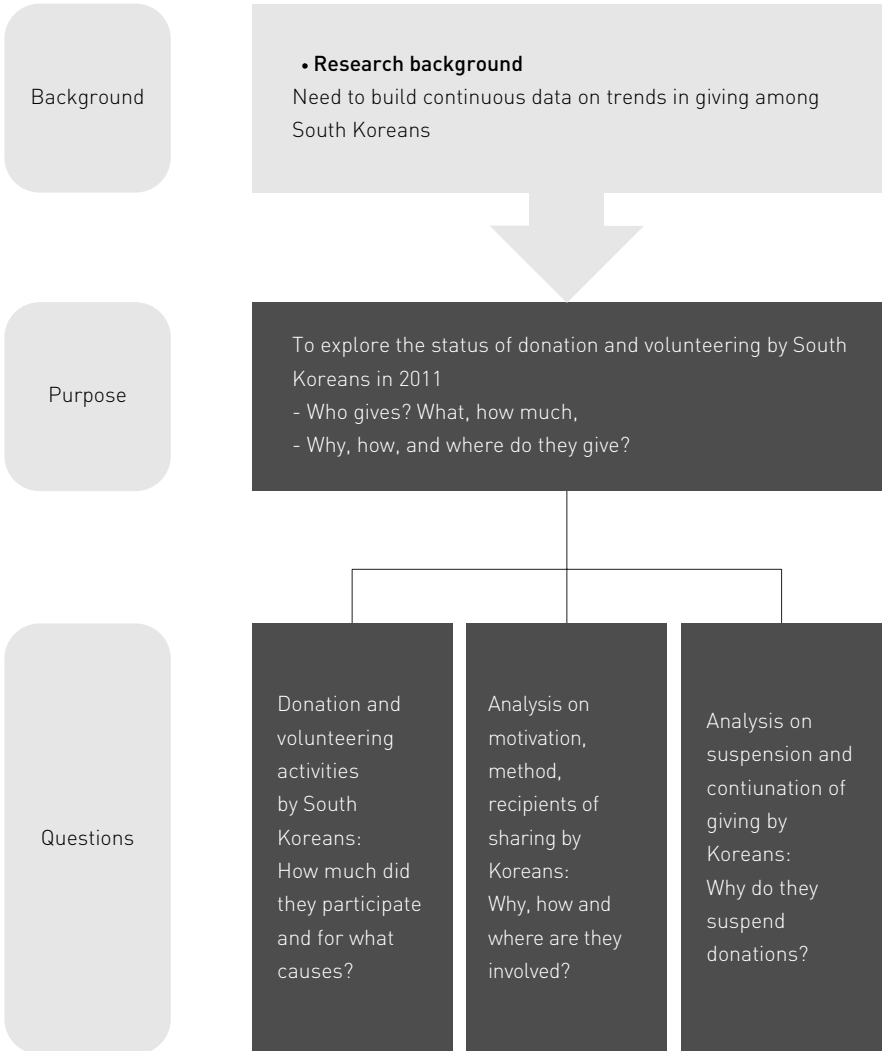 Background
• Research background
Need to build continuous data on trends in giving among
South Koreans
Purpose
To explore the status of donation and volunteering by South
Koreans in 2011
- Who gives? What, how much,
- Why, how, and where do they give?
Questions
Donation and
volunteering
activities
by South
Koreans:
How much did
they participate
and for what
causes?
Analysis on
motivation,
method,
recipients of
sharing by
Koreans:
Why, how and
where are they
involved?
Analysis on
suspension and
contiunation of
giving by
Koreans:
Why do they
suspend
donations?